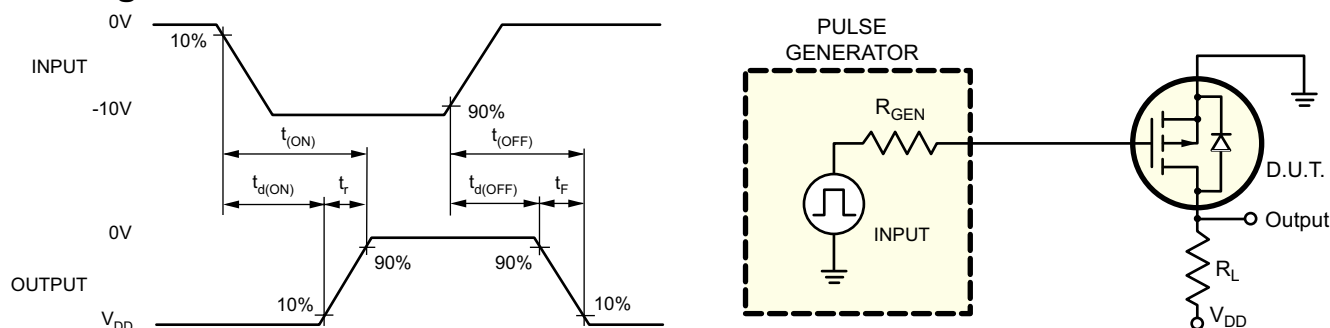 0V
10%
INPUT
-10V
90%
t(ON)
t(OFF)
td(ON)
tr
td(OFF)
tF
0V
90%
90%
OUTPUT
10%
10%
VDD
PULSE
GENERATOR
RGEN
INPUT
D.U.T.
Output
RL
VDD